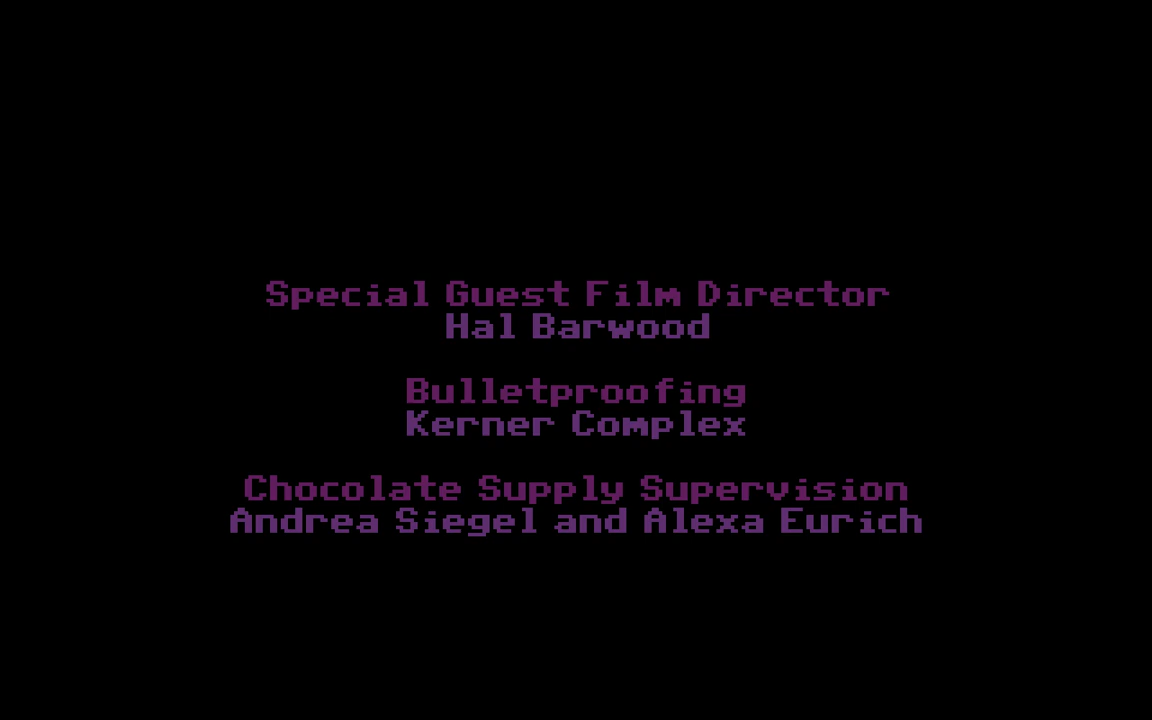 Special Guest Film Director
Hal Barwood
Bulletproofing
Kerner Complex
Chocolate Supply Supervision
Andrea Siegel and Alexa Eurich